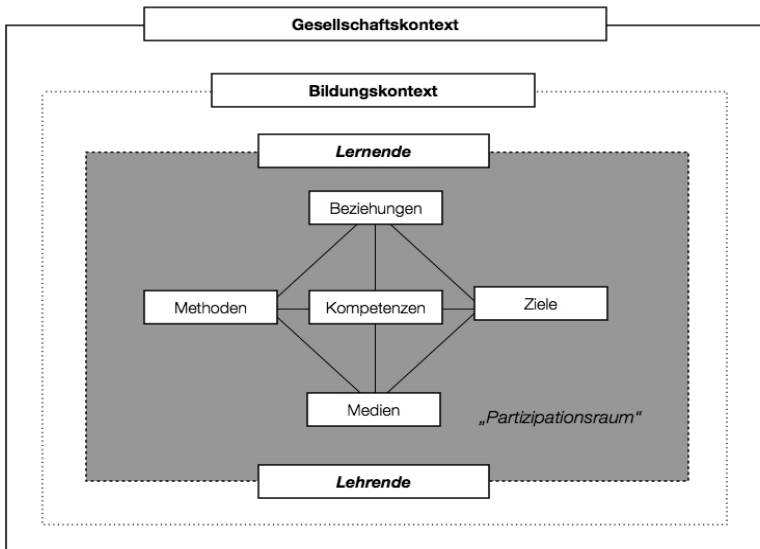 Gesellschaftskontext
Bildungskontext
Lernende
Beziehungen
Methoden
Kompetenzen
Ziele
Medien
„Partizipationsraum“
Lehrende